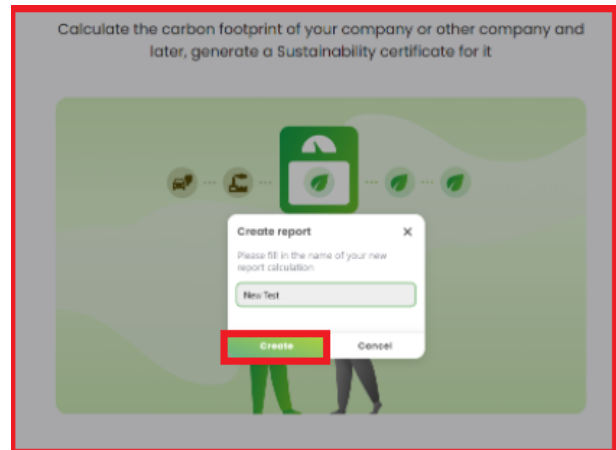 Calculate the carbon footprint of your company or other company and
later, generate a Sustainability certificate for it
Create report
Please fill in the name of your new
report calculation
New Test
Create
Cancel